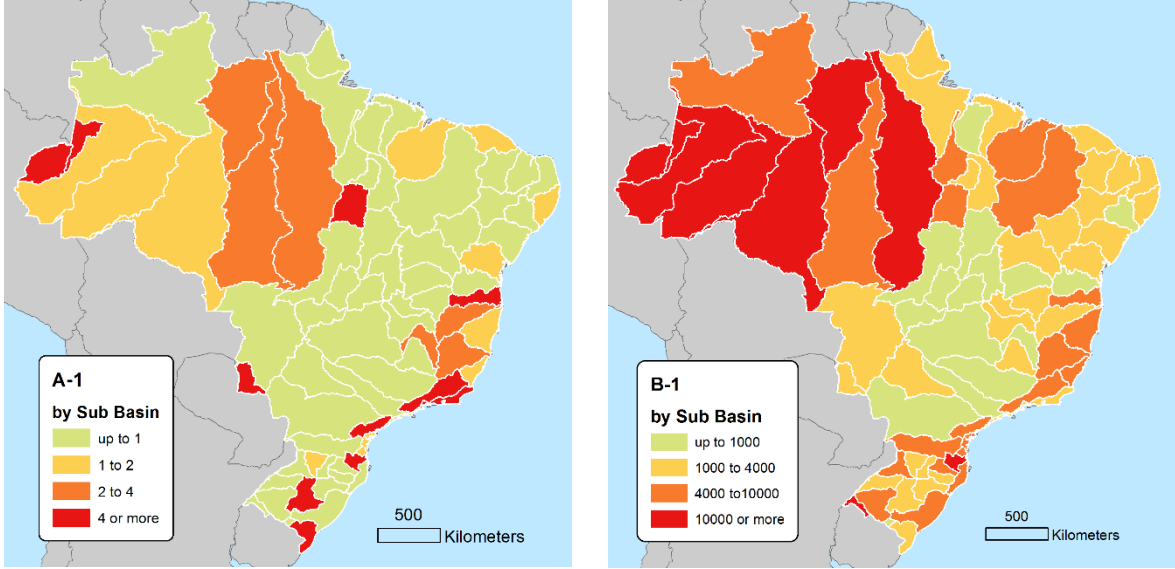 A-1
by Sub Basin
up to 1
1 to 2
2 to 4
4 or more
500
Kilometers
B-1
by Sub Basin
up to 1000
1000 to 4000
4000 to10000
10000 or more
500
Kilometers